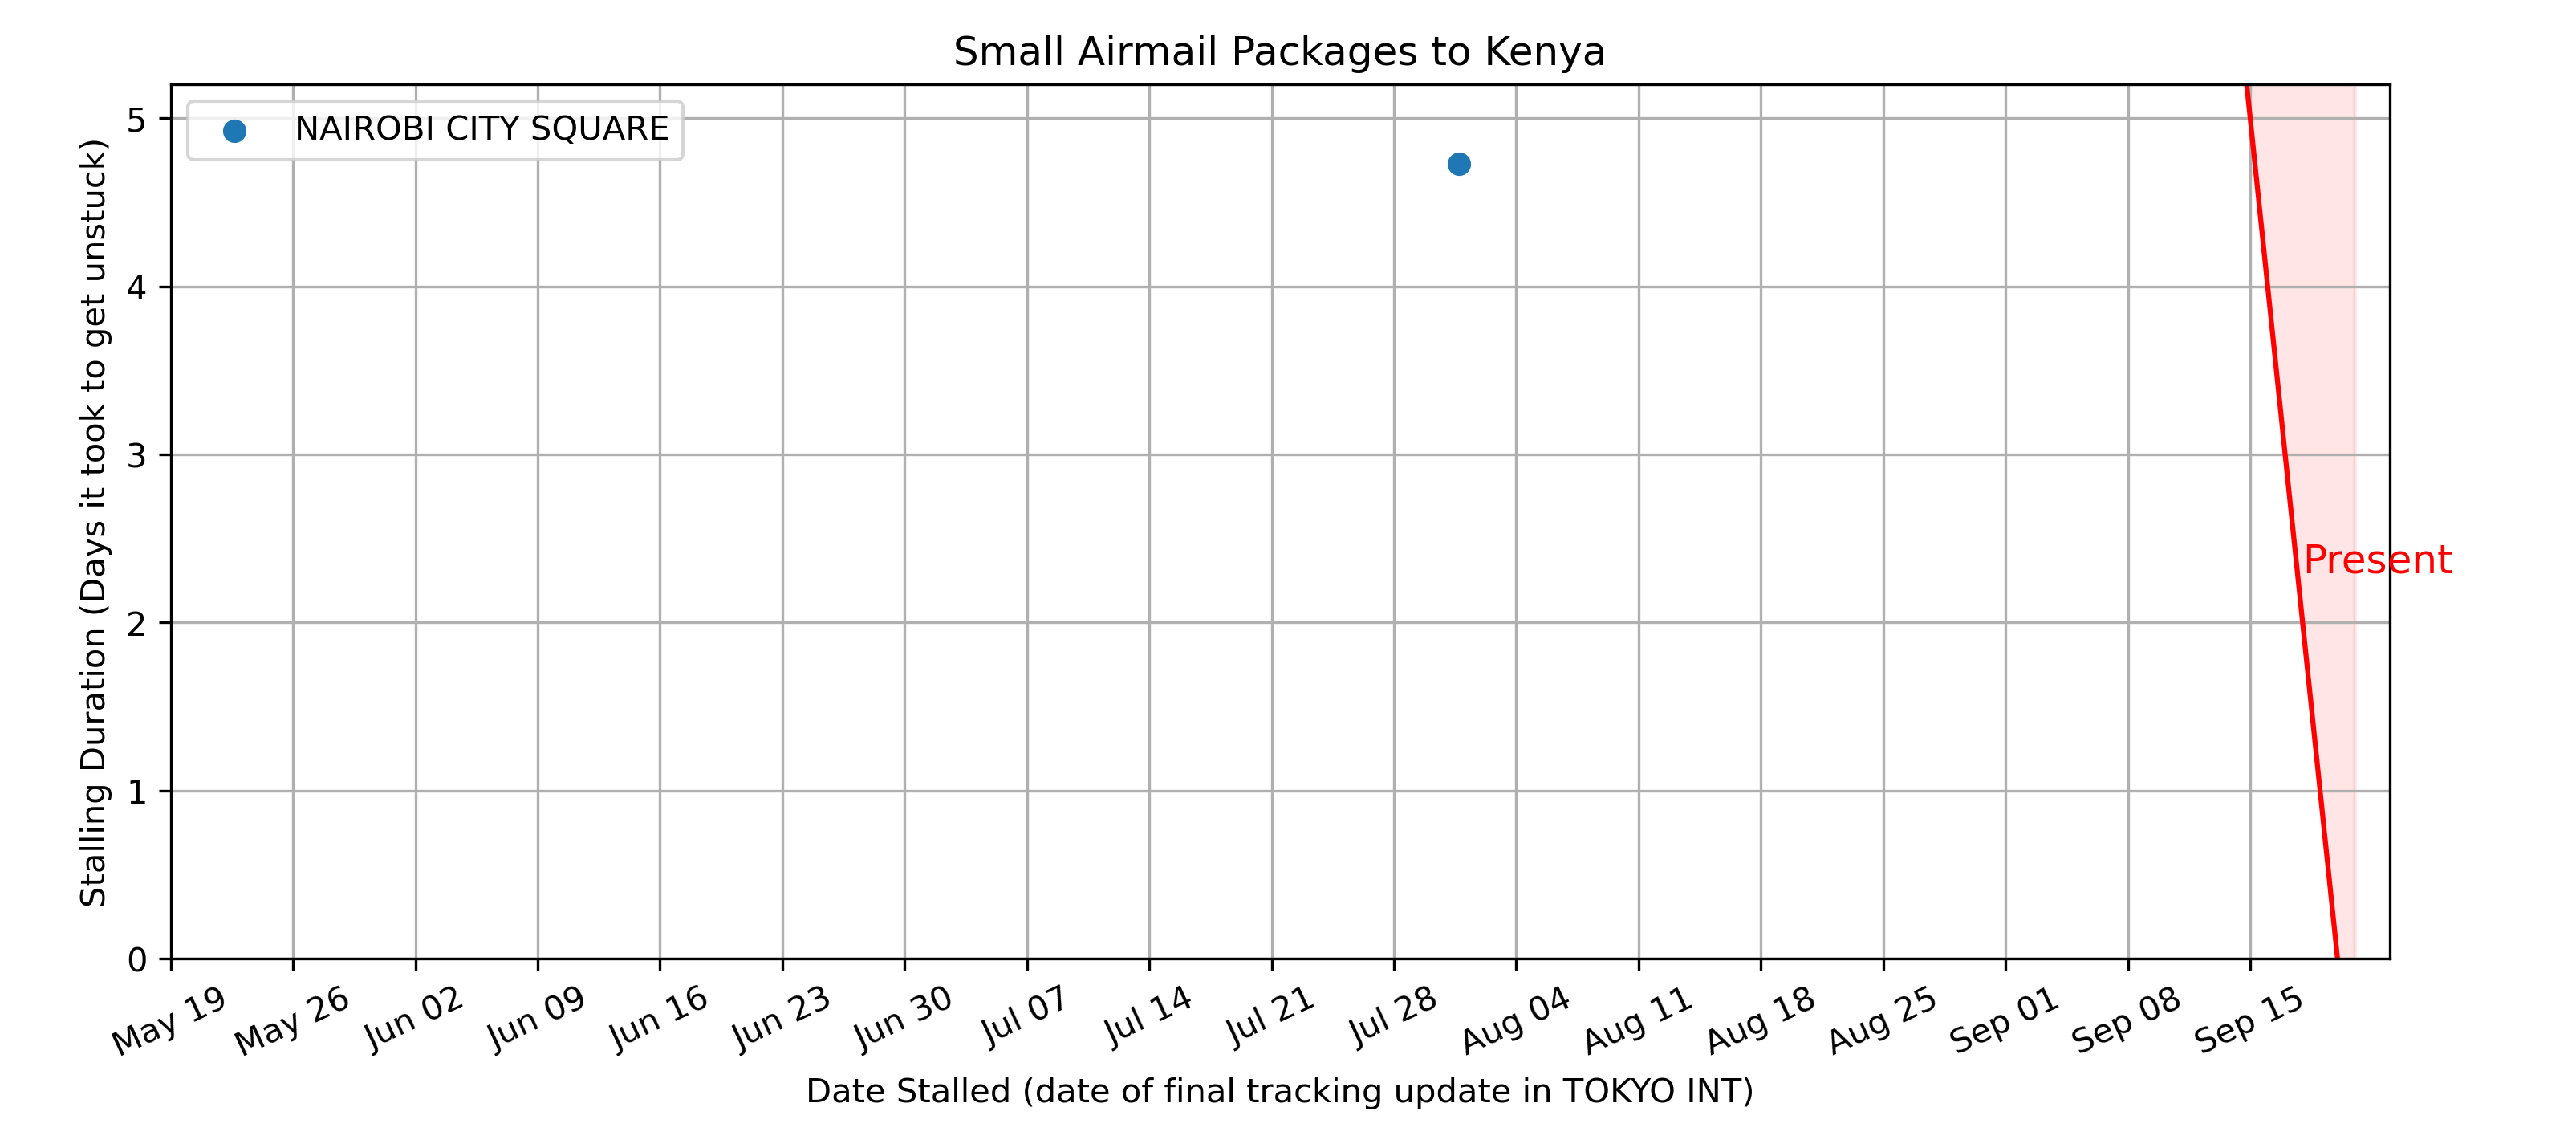 Small Airmail Packages to Kenya
NAIROBI CITY SQUARE
Stalling Duration (Days it took to get unstuck)
5
4
3
2
1
0
Present
May 19
May 26
Jun 02
Jun 09
Jun 16
Jun 23
Jun 30
Jul 07
Jul 14
Jul 21
Jul 28
Aug 04
Aug 11
Aug 18
Aug 25
Sep 01
Sep 08
Sep 15
Date Stalled (date of final tracking update in TOKYO INT)